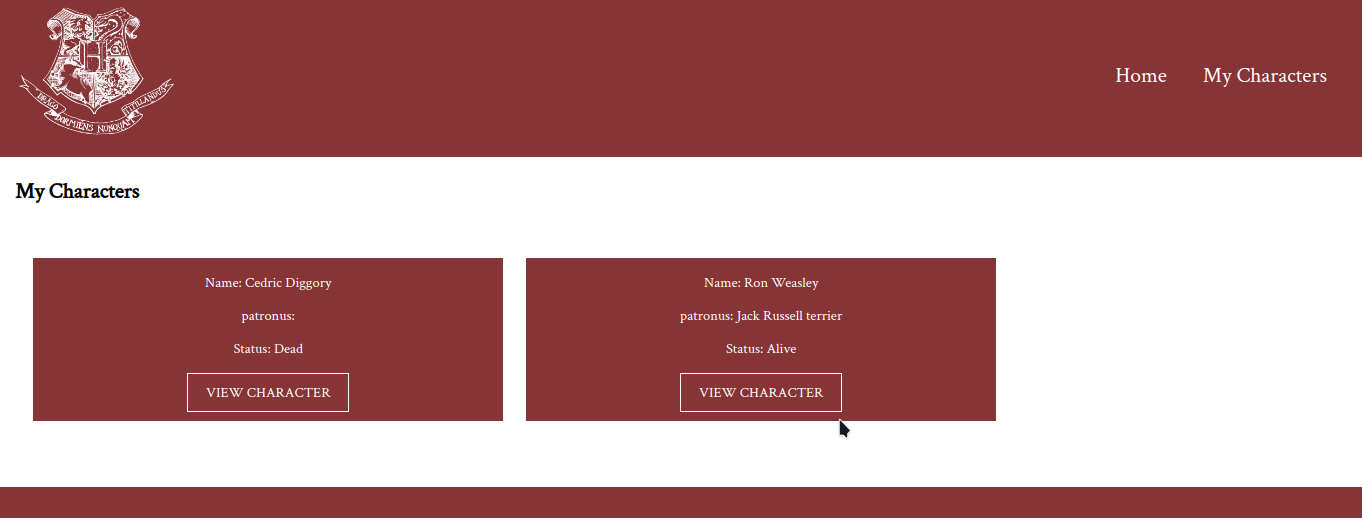 DRACO
DORMIENS NUNQUAM
TITILLANDUS
Home My Characters
My Characters
Name: Cedric Diggory
patronus:
Status: Dead
VIEW CHARACTER
Name: Ron Weasley
patronus: Jack Russell terrier
Status: Alive
VIEW CHARACTER